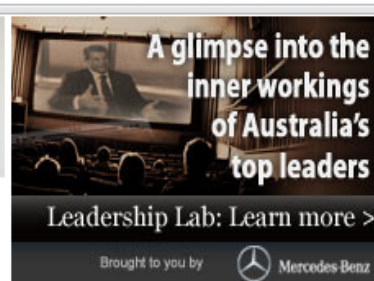 A glimpse into the
inner workings
of Australia's
top leaders
Leadership Lab: Learn more >
Brought to you by
Mercedes-Benz